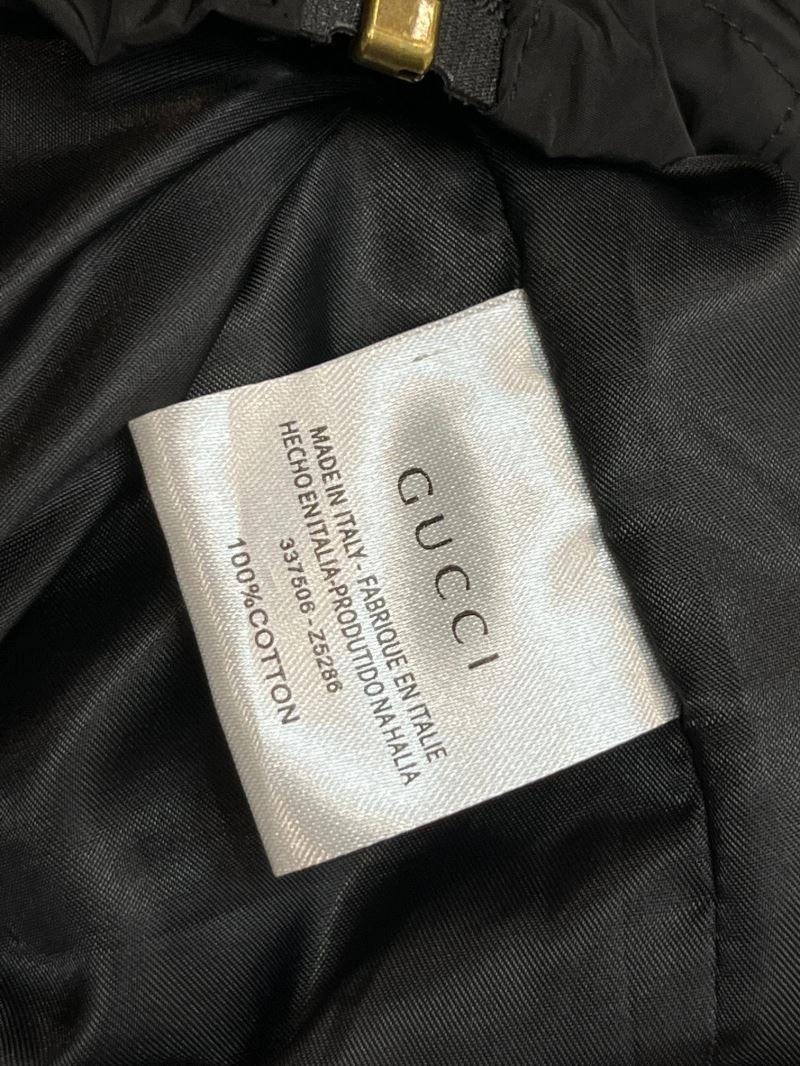 GUCCI
MADE IN ITALY - FABRIQUE EN ITALIE
HECHO EN ITALIA-PRODUTIDO NA HALIA
337506 - Z5286
100%COTTON